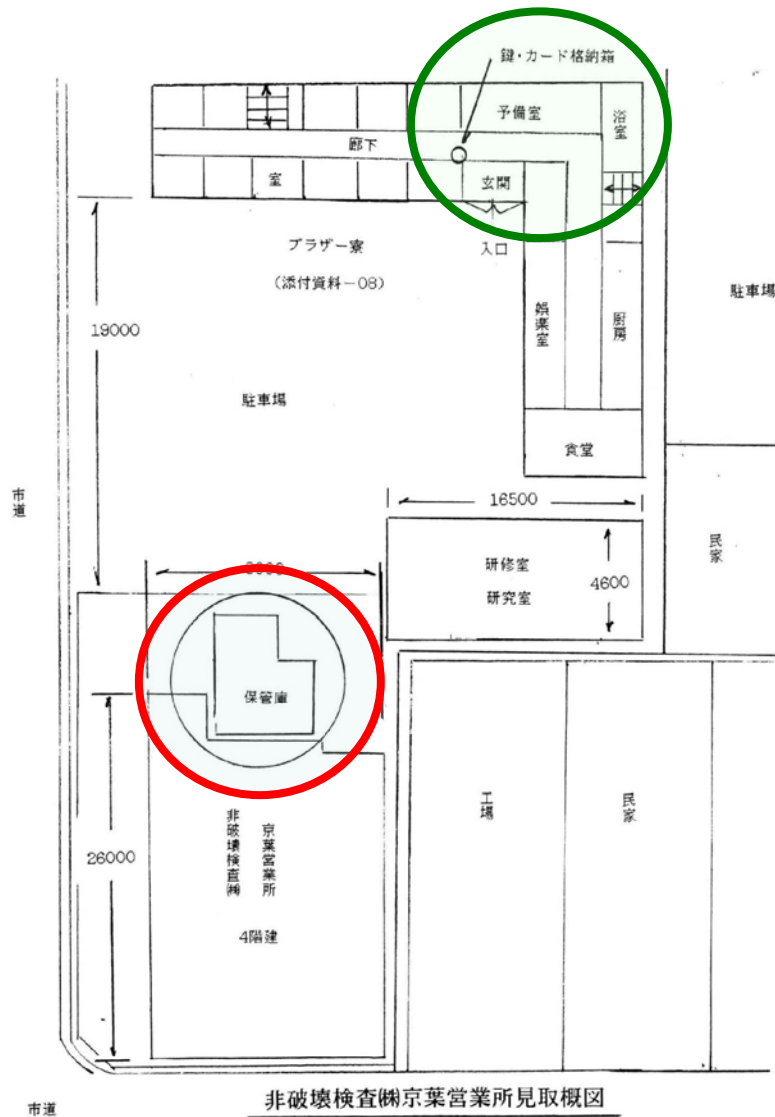 鍵・カード格納箱
予備室
浴室
廊下
室
玄関
入口
ブラザー寮
(添付資料－08)
駐車場
19000
娯楽室
厨房
駐車場
食堂
市道
16500
研修室
研究室
4600
民家
保管庫
26000
京葉営業所
非破壊検査㈱
4階建
工場
民家
市道
非破壊検査㈱京葉営業所見取概図